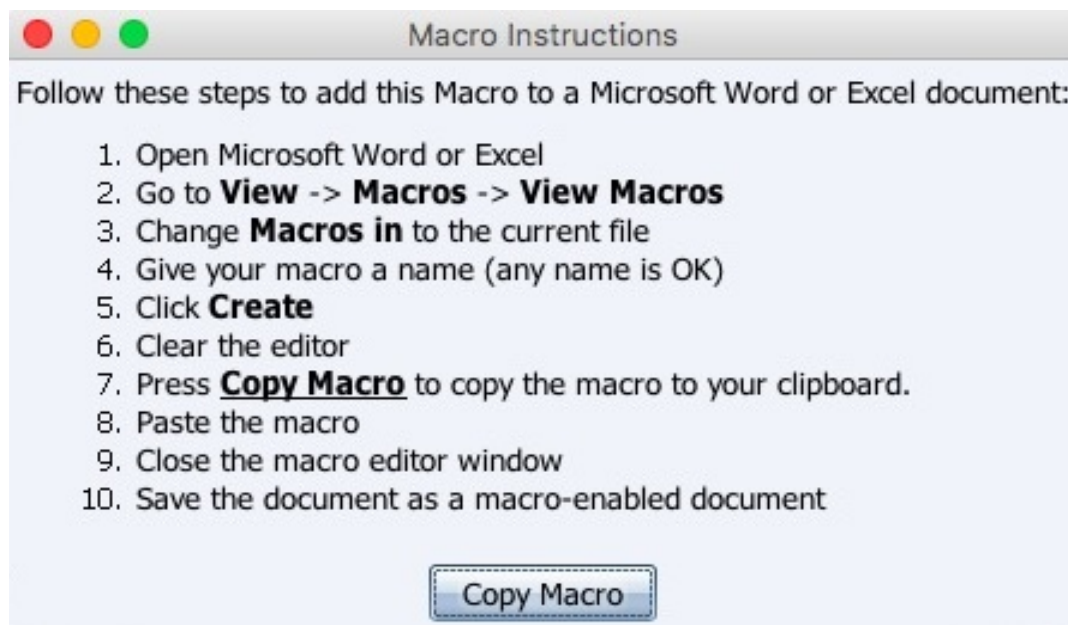 Macro Instructions
Follow these steps to add this Macro to a Microsoft Word or Excel document:
1. Open Microsoft Word or Excel
2. Go to View -> Macros -> View Macros
3. Change Macros in to the current file
4. Give your macro a name (any name is OK)
5. Click Create
6. Clear the editor
7. Press Copy Macro to copy the macro to your clipboard.
8. Paste the macro
9. Close the macro editor window
10. Save the document as a macro-enabled document
Copy Macro